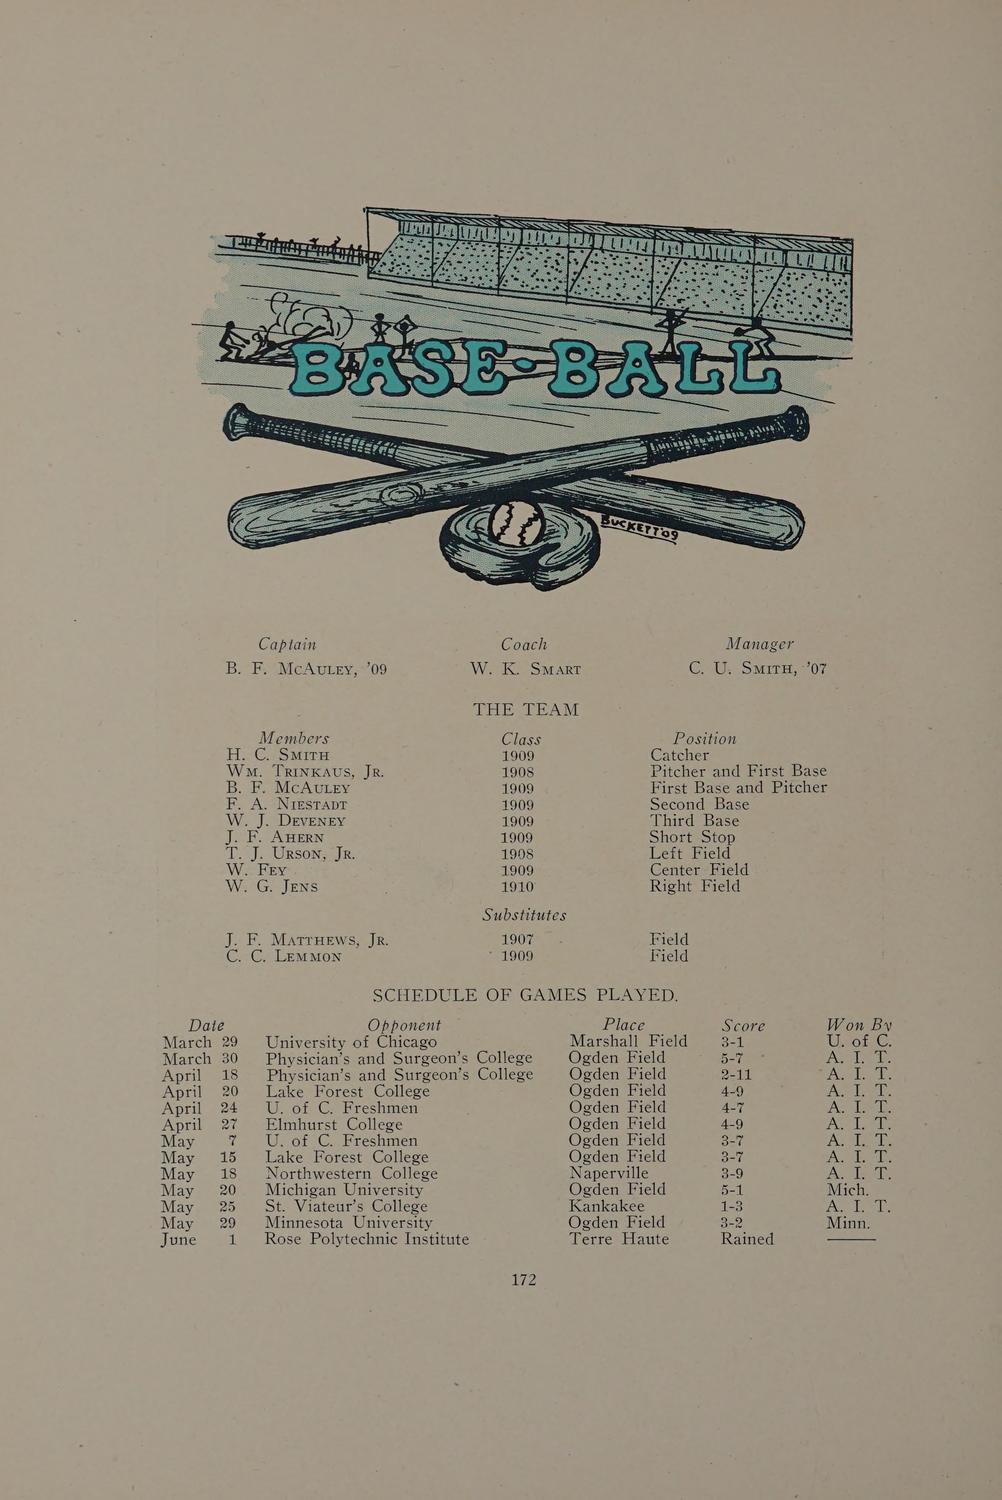 BASE-BALL
BUCKETT '09
Captain Coach Manager
B. F. McAuley, '09 W. K. Smart C. U. Smith, '07
THE TEAM
Members Class Position
H. C. Smith 1909 Catcher
Wm. Trinkaus, Jr. 1908 Pitcher and First Base
B. F. McAuley 1909 First Base and Pitcher
F. A. Niestadt 1909 Second Base
W. J. Deveney 1909 Third Base
J. F. Ahern 1909 Short Stop
T. J. Urson, Jr. 1908 Left Field
W. Fey 1909 Center Field
W. G. Jens 1910 Right Field
Substitutes
J. F. Matthews, Jr. 1907 Field
C. C. Lemmon 1909 Field
SCHEDULE OF GAMES PLAYED.
Date Opponent Place Score Won By
March 29 University of Chicago Marshall Field 3-1 U. of C.
March 30 Physician's and Surgeon's College Ogden Field 5-7 A. I. T.
April 18 Physician's and Surgeon's College Ogden Field 2-11 A. I. T.
April 20 Lake Forest College Ogden Field 4-9 A. I. T.
April 24 U. of C. Freshmen Ogden Field 4-7 A. I. T.
April 27 Elmhurst College Ogden Field 4-9 A. I. T.
May 7 U. of C. Freshmen Ogden Field 3-7 A. I. T.
May 15 Lake Forest College Ogden Field 3-7 A. I. T.
May 18 Northwestern College Naperville 3-9 A. I. T.
May 20 Michigan University Ogden Field 5-1 Mich.
May 25 St. Viateur's College Kankakee 1-3 A. I. T.
May 29 Minnesota University Ogden Field 3-2 Minn.
June 1 Rose Polytechnic Institute Terre Haute Rained ———
172